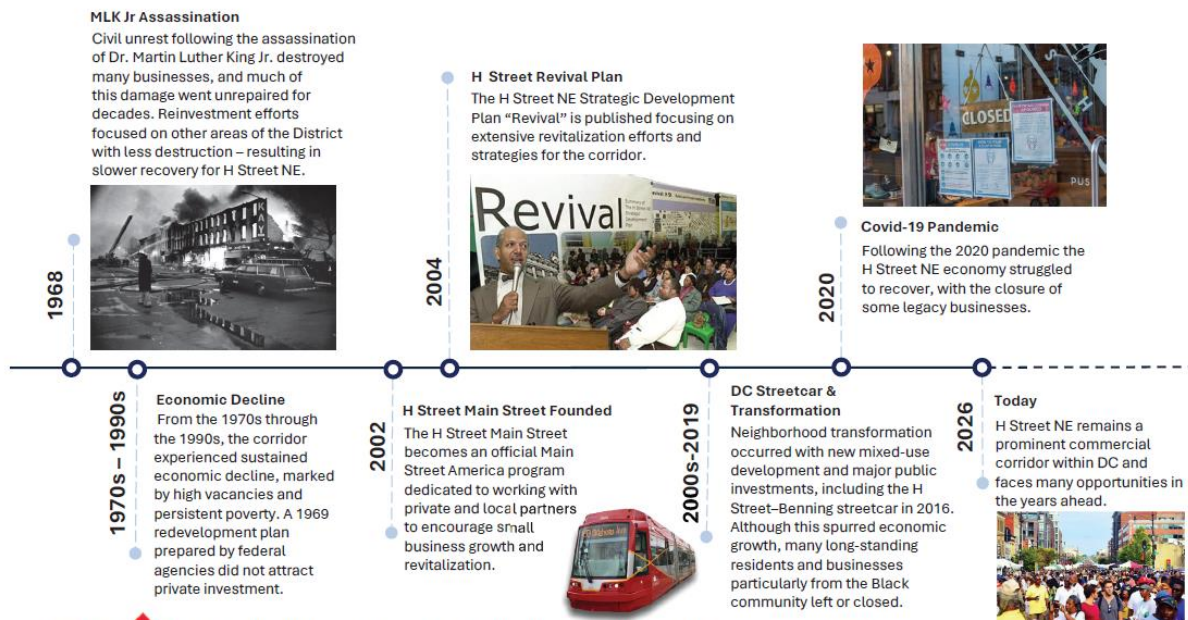 MLK Jr Assassination
Civil unrest following the assassination
of Dr. Martin Luther King Jr. destroyed
many businesses, and much of
this damage went unrepaired for
decades. Reinvestment efforts
focused on other areas of the District
with less destruction – resulting in
slower recovery for H Street NE.
1968
Economic Decline
From the 1970s through
the 1990s, the corridor
experienced sustained
economic decline, marked
by high vacancies and
persistent poverty. A 1969
redevelopment plan
prepared by federal
agencies did not attract
private investment.
1970s – 1990s
H Street Main Street Founded
The H Street Main Street
becomes an official Main
Street America program
dedicated to working with
private and local partners
to encourage small
business growth and
revitalization.
2002
H Street Revival Plan
The H Street NE Strategic Development
Plan “Revival” is published focusing on
extensive revitalization efforts and
strategies for the corridor.
2004
Revival
DC Streetcar &
Transformation
Neighborhood transformation
occurred with new mixed-use
development and major public
investments, including the H
Street–Benning streetcar in 2016.
Although this spurred economic
growth, many long-standing
residents and businesses
particularly from the Black
community left or closed.
2000s-2019
CLOSED
PUS
Covid-19 Pandemic
Following the 2020 pandemic the
H Street NE economy struggled
to recover, with the closure of
some legacy businesses.
2020
Today
H Street NE remains a
prominent commercial
corridor within DC and
faces many opportunities in
the years ahead.
2026